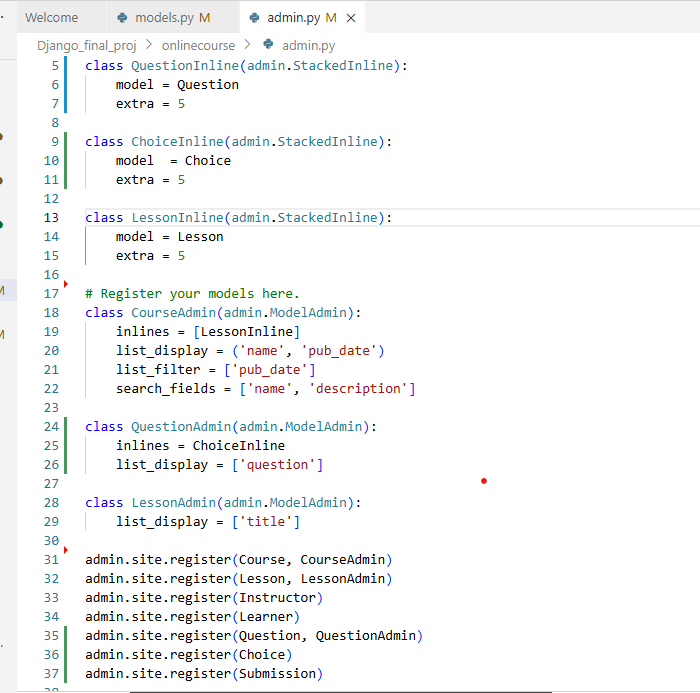 Welcome models.py M admin.py M
Django_final_proj > onlinecourse > admin.py
5 class QuestionInline(admin.StackedInline):
6 model = Question
7 extra = 5
8
9 class ChoiceInline(admin.StackedInline):
10 model  = Choice
11 extra = 5
12
13 class LessonInline(admin.StackedInline):
14 model = Lesson
15 extra = 5
16
17 # Register your models here.
18 class CourseAdmin(admin.ModelAdmin):
19 inlines = [LessonInline]
20 list_display = ('name', 'pub_date')
21 list_filter = ['pub_date']
22 search_fields = ['name', 'description']
23
24 class QuestionAdmin(admin.ModelAdmin):
25 inlines = ChoiceInline
26 list_display = ['question']
27
28 class LessonAdmin(admin.ModelAdmin):
29 list_display = ['title']
30
31 admin.site.register(Course, CourseAdmin)
32 admin.site.register(Lesson, LessonAdmin)
33 admin.site.register(Instructor)
34 admin.site.register(Learner)
35 admin.site.register(Question, QuestionAdmin)
36 admin.site.register(Choice)
37 admin.site.register(Submission)